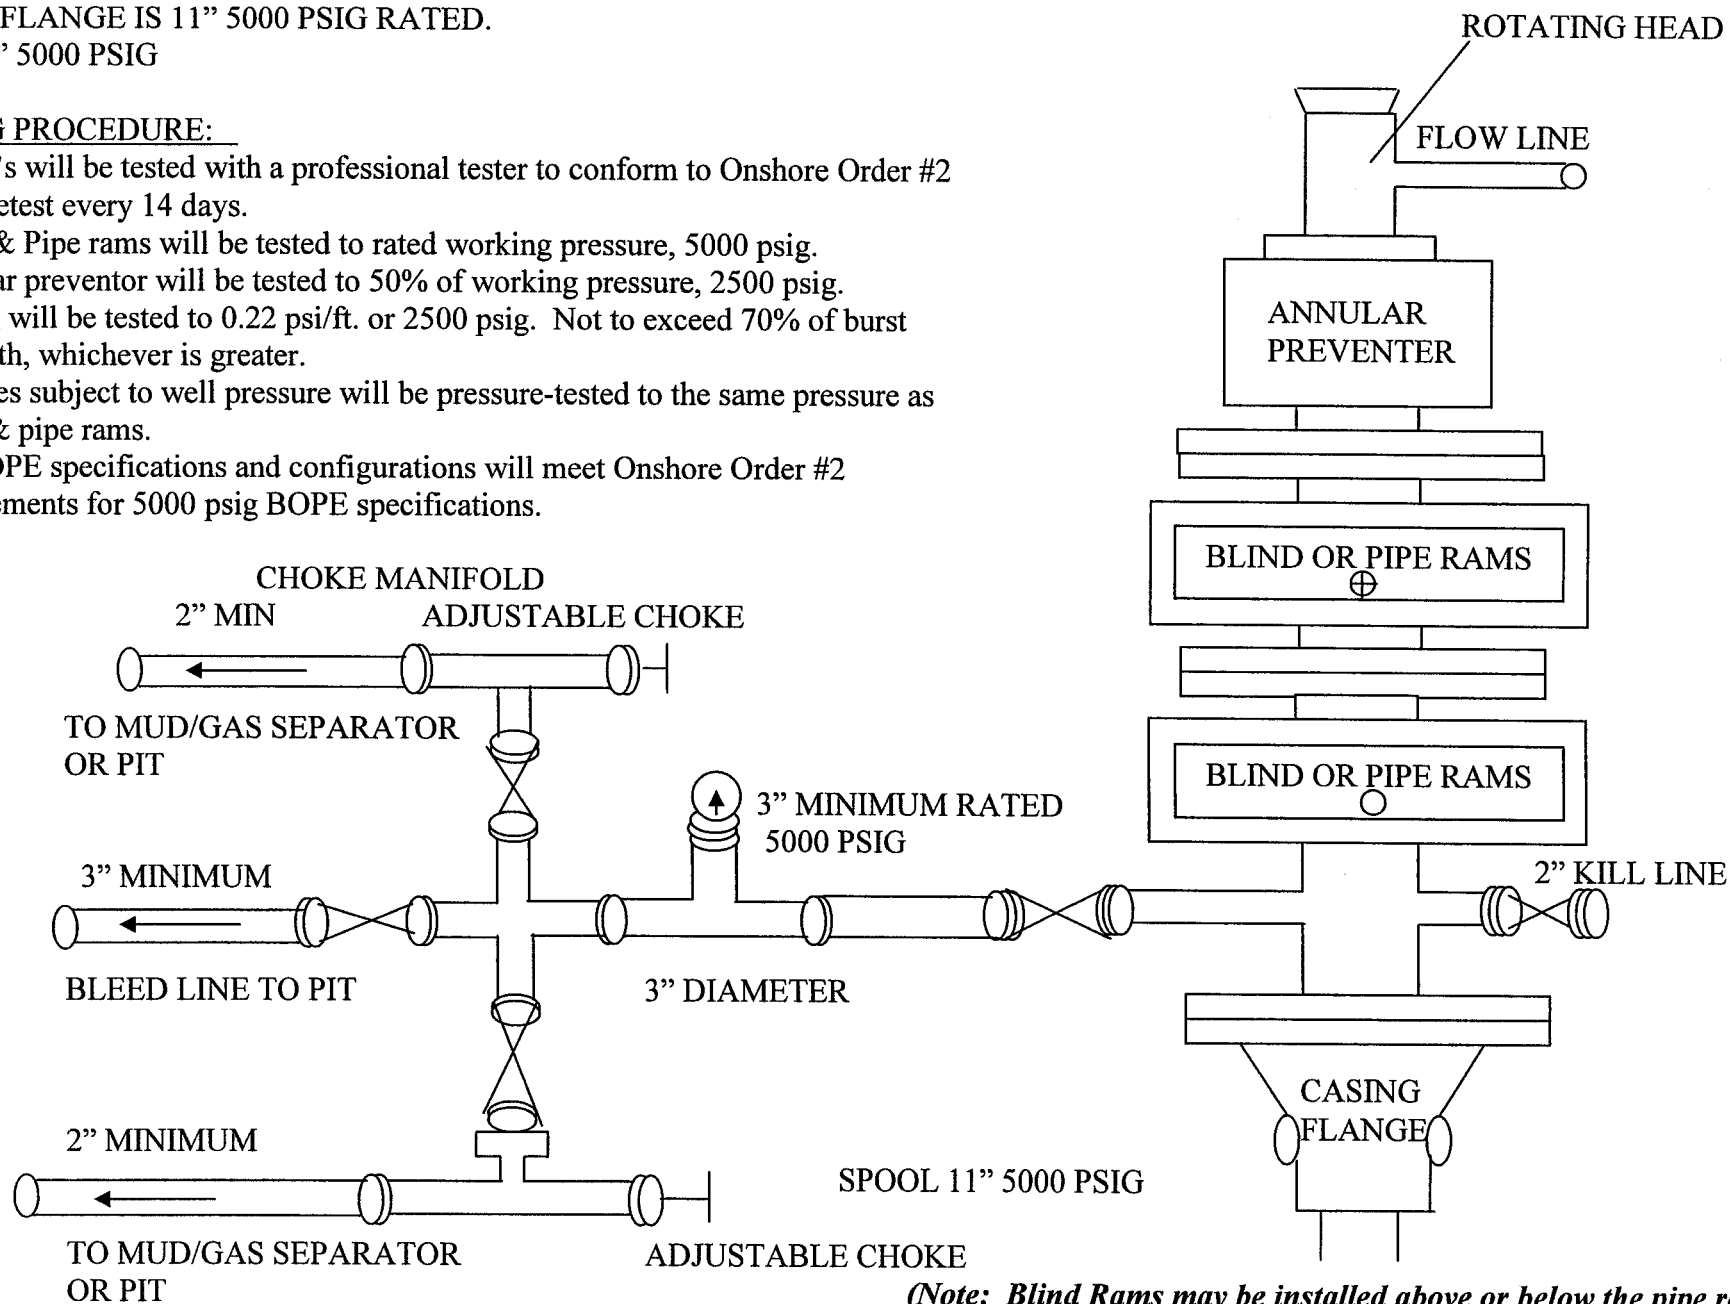 FLANGE IS 11” 5000 PSIG RATED.
” 5000 PSIG
PROCEDURE:
’s will be tested with a professional tester to conform to Onshore Order #2
etest every 14 days.
& Pipe rams will be tested to rated working pressure, 5000 psig.
ar preventor will be tested to 50% of working pressure, 2500 psig.
will be tested to 0.22 psi/ft. or 2500 psig. Not to exceed 70% of burst
th, whichever is greater.
es subject to well pressure will be pressure-tested to the same pressure as
& pipe rams.
OPE specifications and configurations will meet Onshore Order #2
ements for 5000 psig BOPE specifications.
ROTATING HEAD
FLOW LINE
ANNULAR
PREVENTER
BLIND OR PIPE RAMS
BLIND OR PIPE RAMS
CHOKE MANIFOLD
2” MIN
ADJUSTABLE CHOKE
TO MUD/GAS SEPARATOR
OR PIT
3” MINIMUM RATED
5000 PSIG
3” MINIMUM
2” KILL LINE
BLEED LINE TO PIT
3” DIAMETER
CASING
FLANGE
2” MINIMUM
SPOOL 11” 5000 PSIG
TO MUD/GAS SEPARATOR
OR PIT
ADJUSTABLE CHOKE
(Note: Blind Rams may be installed above or below the pipe r